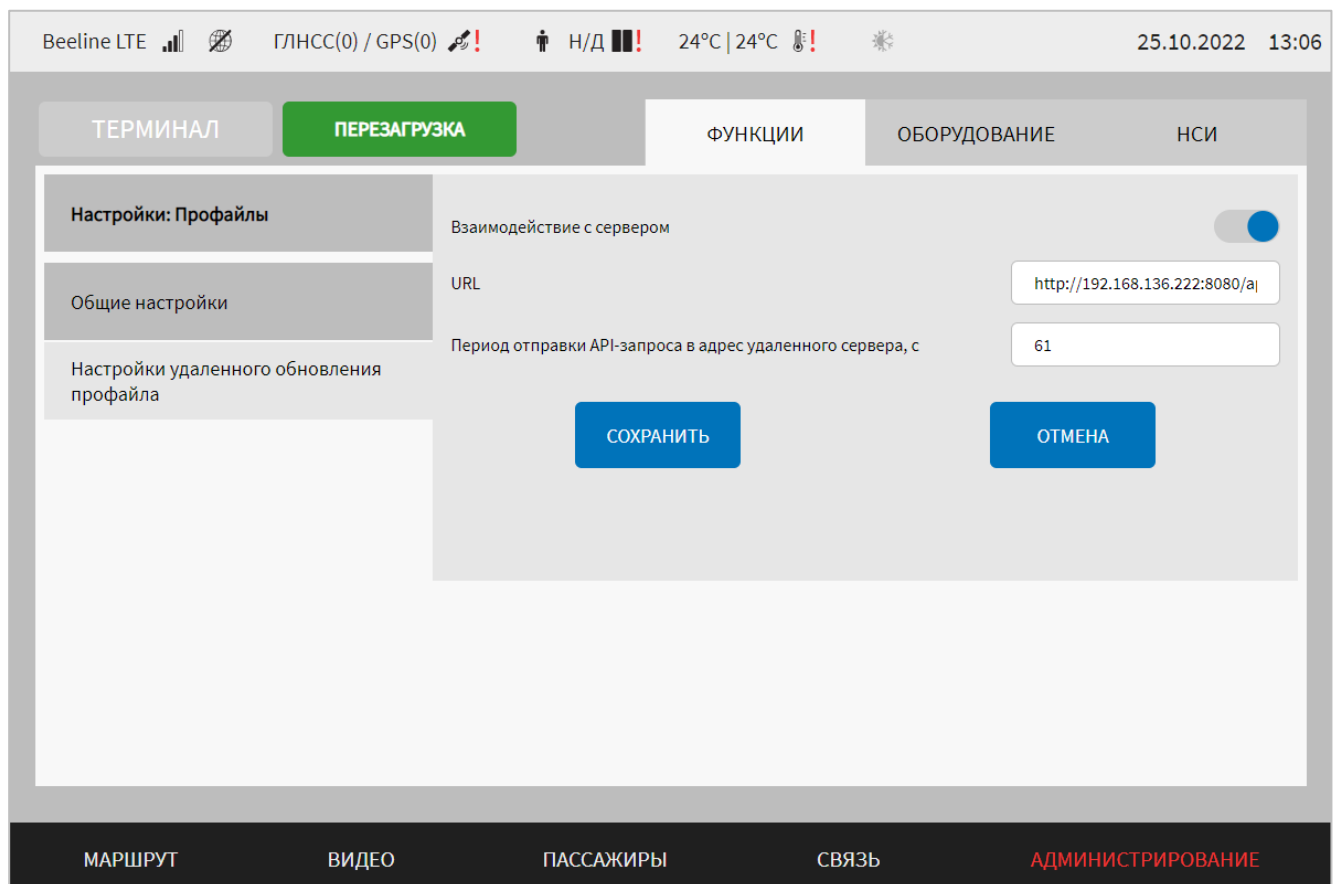 Beeline LTE ГЛНСС(0) / GPS(0) ! Н/Д ! 24°C | 24°C ! 25.10.2022 13:06
ТЕРМИНАЛ ПЕРЕЗАГРУЗКА ФУНКЦИИ ОБОРУДОВАНИЕ НСИ
Настройки: Профайлы
Общие настройки
Настройки удаленного обновления
профайла
Взаимодействие с сервером
URL http://192.168.136.222:8080/a
Период отправки API-запроса в адрес удаленного сервера, с 61
СОХРАНИТЬ ОТМЕНА
МАРШРУТ ВИДЕО ПАССАЖИРЫ СВЯЗЬ АДМИНИСТРИРОВАНИЕ